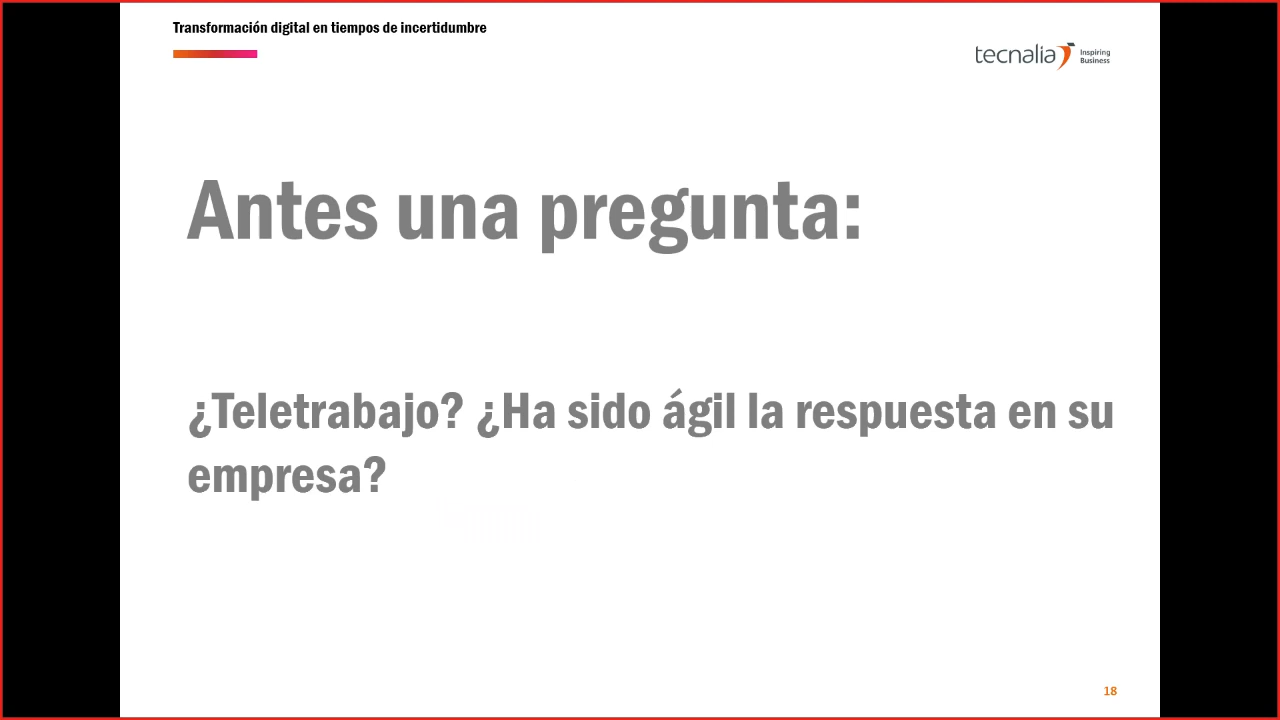 Transformación digital en tiempos de incertidumbre
tecnalia Inspiring
Business
Antes una pregunta:
¿Teletrabajo? ¿Ha sido ágil la respuesta en su
empresa?
18